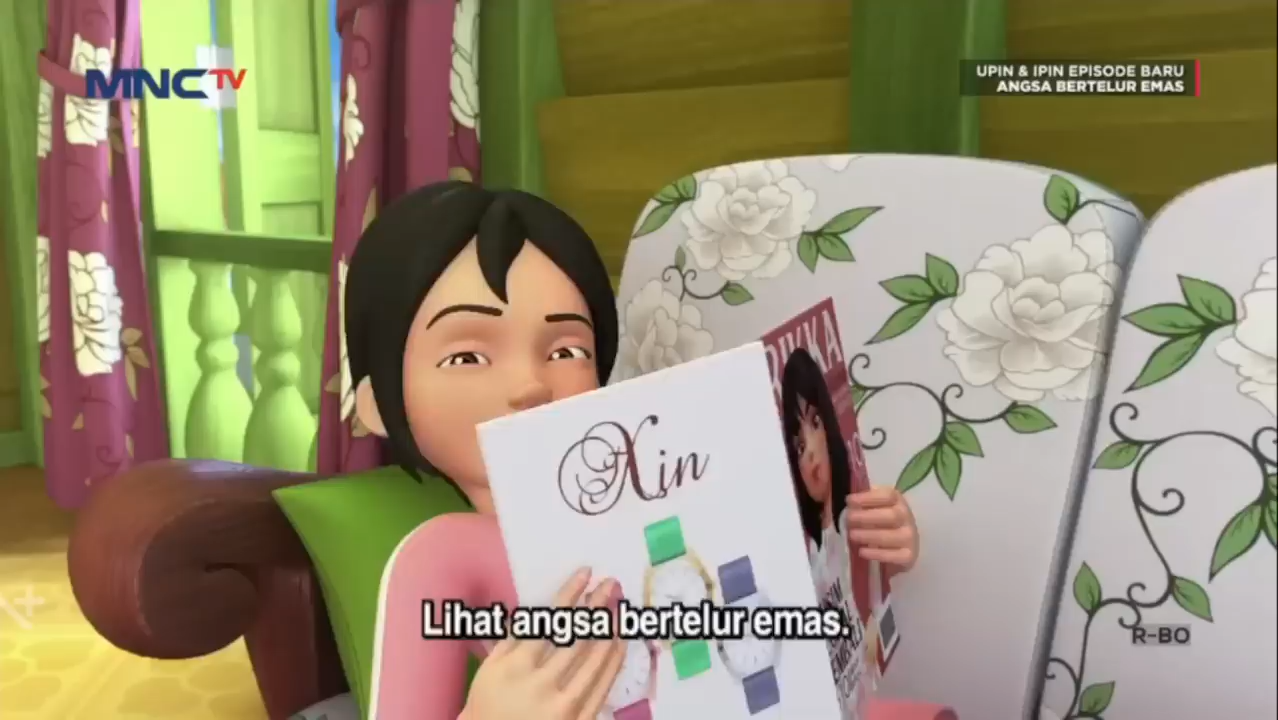 MNCTV
UPIN & IPIN EPISODE BARU
ANGSA BERTELUR EMAS
Xin
Lihat angsa bertelur emas.
R-BO